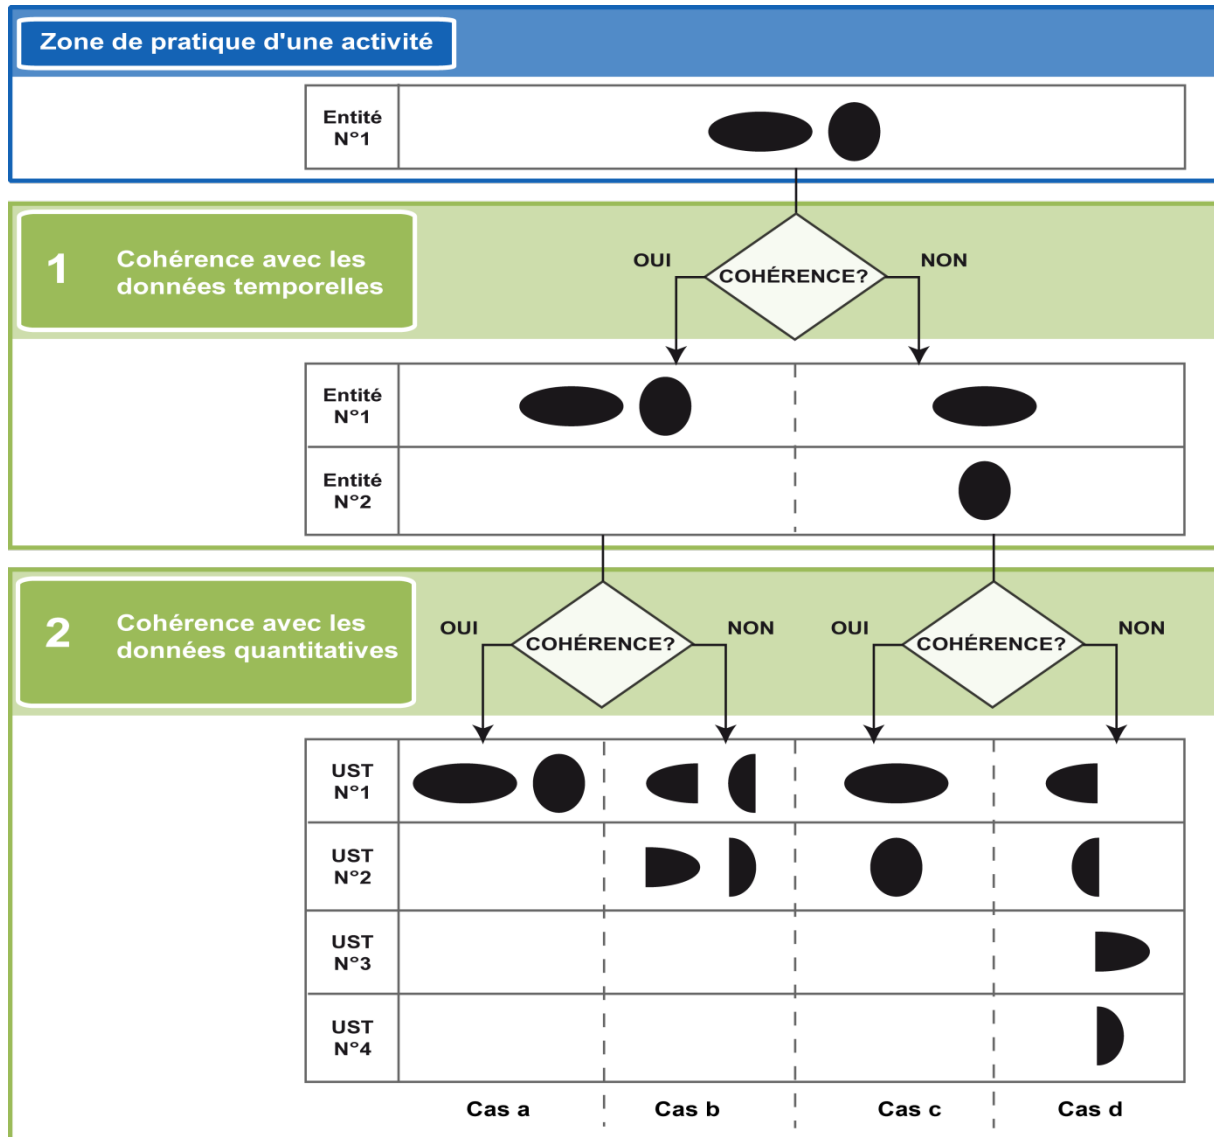 Zone de pratique d'une activité
Entité
N°1
1
Cohérence avec les
données temporelles
OUI
COHÉRENCE?
NON
Entité
N°1
Entité
N°2
2
Cohérence avec les
données quantitatives
OUI
COHÉRENCE?
NON
OUI
COHÉRENCE?
NON
UST
N°1
UST
N°2
UST
N°3
UST
N°4
Cas a
Cas b
Cas c
Cas d